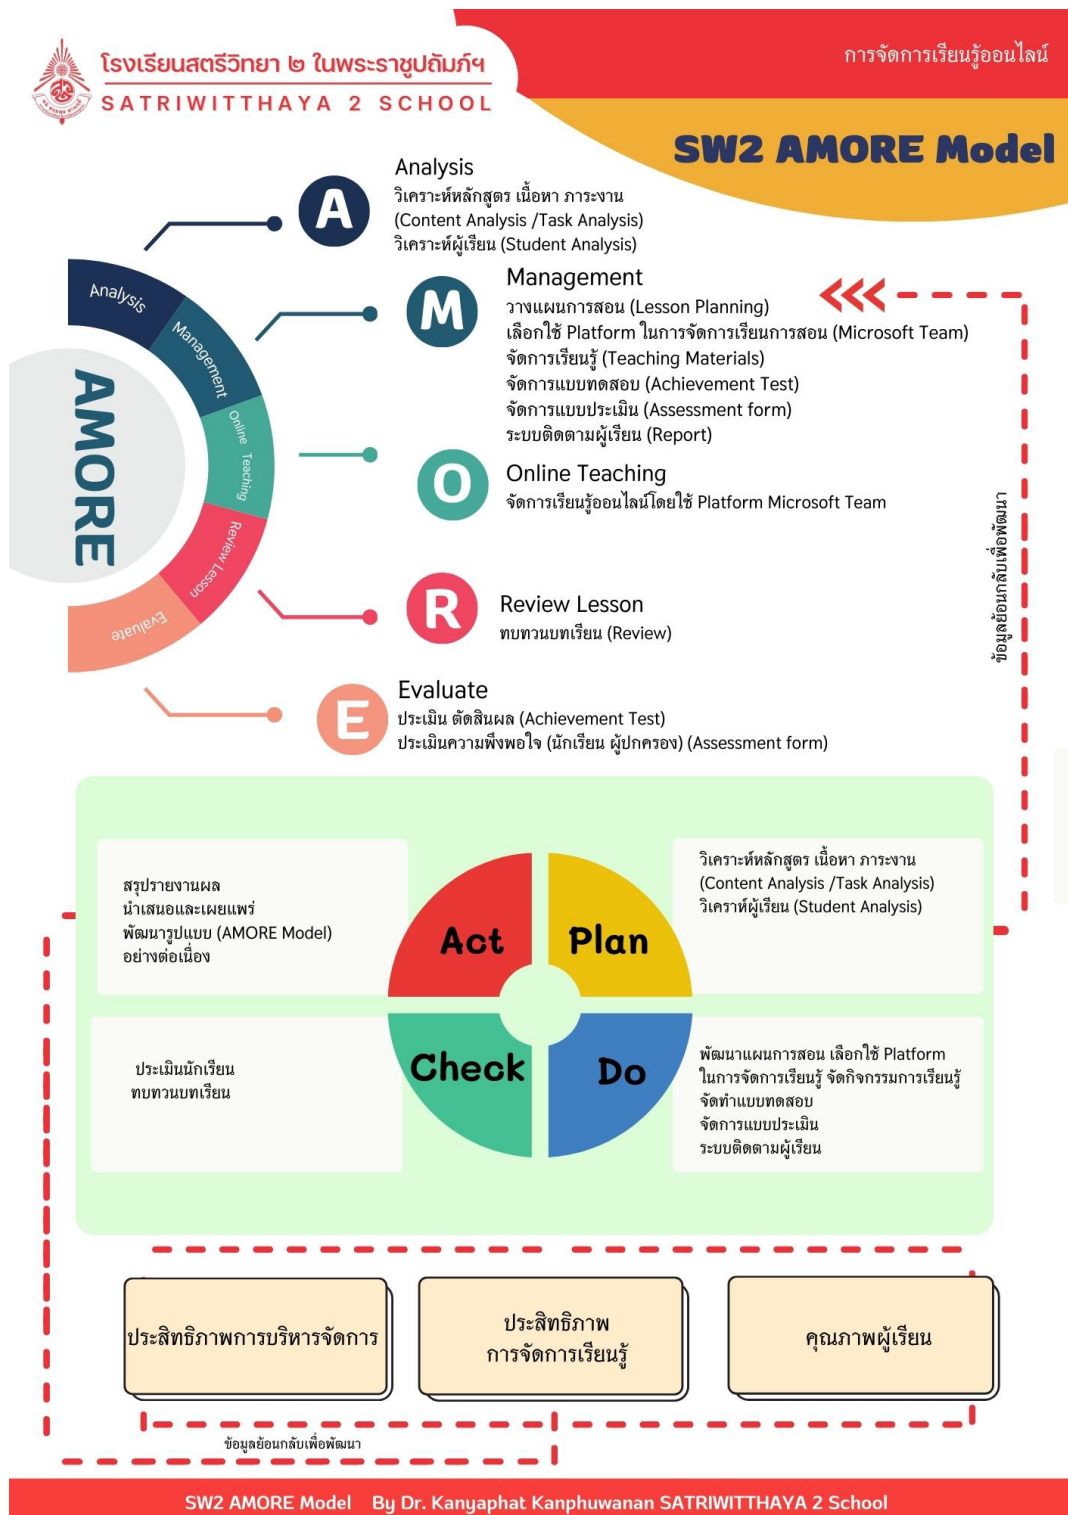 โรงเรียนสตรีวิทยา ๒ ในพระราชูปถัมภ์ฯ
SATRIWITTHAYA 2 SCHOOL
การจัดการเรียนรู้ออนไลน์
SW2 AMORE Model
A
Analysis
วิเคราะห์หลักสูตร เนื้อหา ภาระงาน
(Content Analysis /Task Analysis)
วิเคราะห์ผู้เรียน (Student Analysis)
M
Management
วางแผนการสอน (Lesson Planning)
เลือกใช้ Platform ในการจัดการเรียนการสอน (Microsoft Team)
จัดการเรียนรู้ (Teaching Materials)
จัดการแบบทดสอบ (Achievement Test)
จัดการแบบประเมิน (Assessment form)
ระบบติดตามผู้เรียน (Report)
O
Online Teaching
จัดการเรียนรู้ออนไลน์โดยใช้ Platform Microsoft Team
R
Review Lesson
ทบทวนบทเรียน (Review)
E
Evaluate
ประเมิน ตัดสินผล (Achievement Test)
ประเมินความพึงพอใจ (นักเรียน ผู้ปกครอง) (Assessment form)
AMORE
Analysis
Management
Online Teaching
Review Lesson
Evaluate
ข้อมูลย้อนกลับเพื่อพัฒนา
สรุปรายงานผล
นำเสนอและเผยแพร่
พัฒนารูปแบบ (AMORE Model)
อย่างต่อเนื่อง
Act
Plan
วิเคราะห์หลักสูตร เนื้อหา ภาระงาน
(Content Analysis /Task Analysis)
วิเคราห์ผู้เรียน (Student Analysis)
ประเมินนักเรียน
ทบทวนบทเรียน
Check
Do
พัฒนาแผนการสอน เลือกใช้ Platform
ในการจัดการเรียนรู้ จัดกิจกรรมการเรียนรู้
จัดทำแบบทดสอบ
จัดการแบบประเมิน
ระบบติดตามผู้เรียน
ประสิทธิภาพการบริหารจัดการ
ประสิทธิภาพ
การจัดการเรียนรู้
คุณภาพผู้เรียน
ข้อมูลย้อนกลับเพื่อพัฒนา
SW2 AMORE Model By Dr. Kanyaphat Kanphuwanan SATRIWITTHAYA 2 School